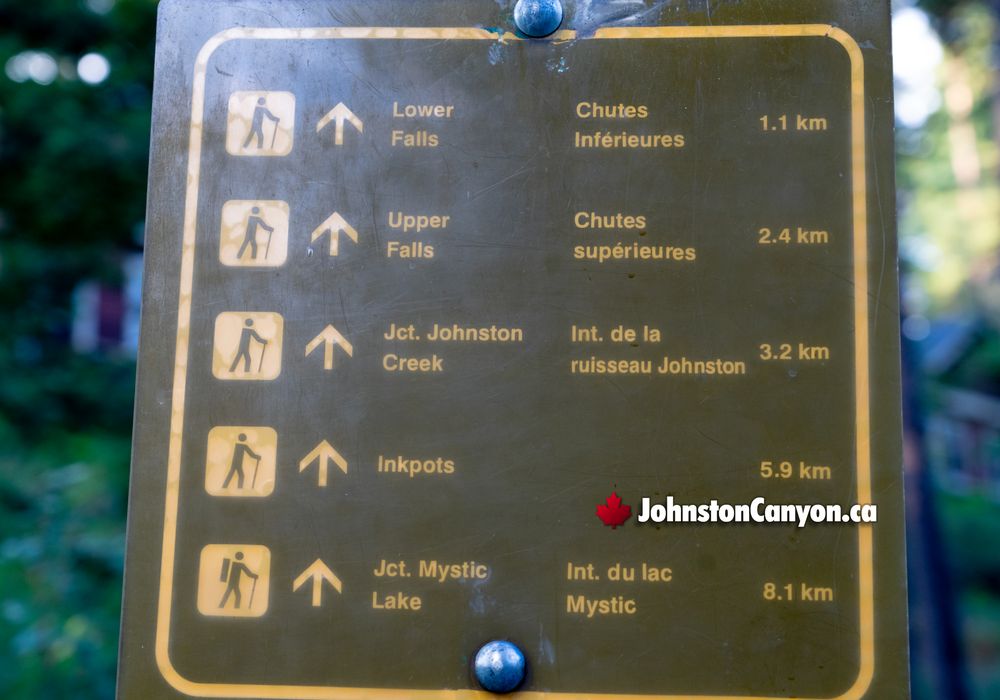 Lower
Falls
Chutes
Inférieures
1.1 km
Upper
Falls
Chutes
supérieures
2.4 km
Jct. Johnston
Creek
Int. de la
ruisseau Johnston
3.2 km
Inkpots
5.9 km
JohnstonCanyon.ca
Jct. Mystic
Lake
Int. du lac
Mystic
8.1 km